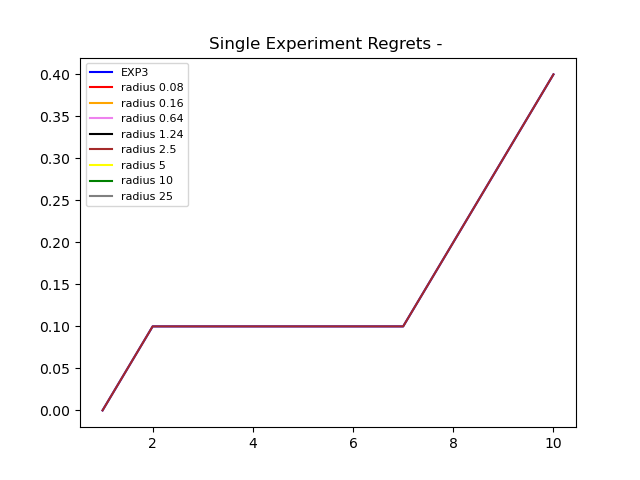 Single Experiment Regrets -
EXP3
radius 0.08
radius 0.16
radius 0.64
radius 1.24
radius 2.5
radius 5
radius 10
radius 25
0.40
0.35
0.30
0.25
0.20
0.15
0.10
0.05
0.00
2 4 6 8 10